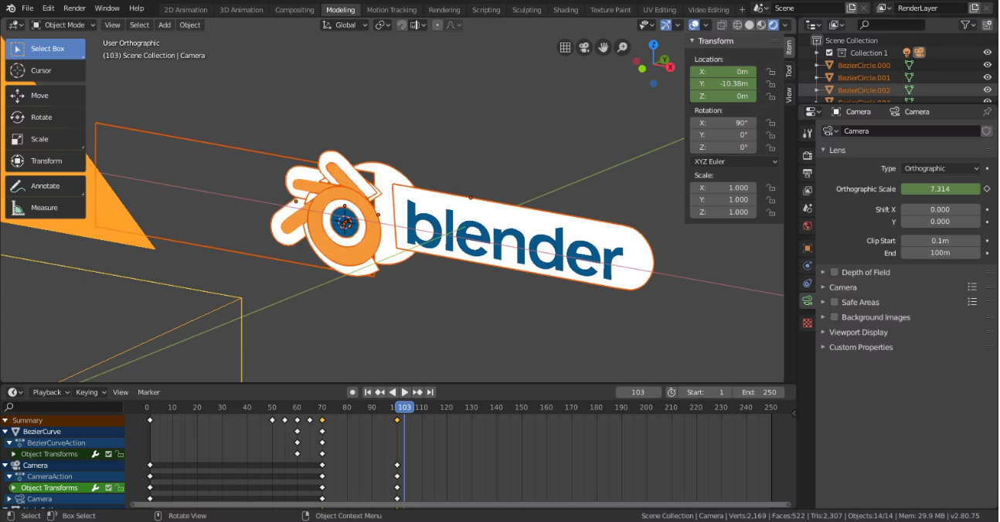 File Edit Render Window Help 2D Animation 3D Animation Compositing Modeling Motion Tracking Rendering Scripting Sculpting Shading Texture Paint UV Editing Video Editing + Scene RenderLayer
Object Mode View Select Add Object Global
User Orthographic
(103) Scene Collection | Camera
Select Box
Cursor
Move
Rotate
Scale
Transform
Annotate
Measure
blender
Z
Y
X
Transform
Location:
X: 0m
Y: -10.38m
Z: 0m
Rotation:
X: 90°
Y: 0°
Z: 0°
XYZ Euler
Scale:
X: 1.000
Y: 1.000
Z: 1.000
Item
Tool
View
Scene Collection
Collection 1
BezierCircle.000
BezierCircle.001
BezierCircle.002
Camera Camera
Camera
Lens
Type Orthographic
Orthographic Scale 7.314
Shift X 0.000
Y 0.000
Clip Start 0.1m
End 100m
Depth of Field
Camera
Safe Areas
Background Images
Viewport Display
Custom Properties
Playback Keying View Marker 103 Start: 1 End: 250
0 10 20 30 40 50 60 70 80 90 103 110 120 130 140 150 160 170 180 190 200 210 220 230 240 250
Summary
BezierCurve
BezierCurveAction
Object Transforms
Camera
CameraAction
Object Transforms
Camera
Select Box Select Rotate View Object Context Menu Scene Collection | Camera | Verts:2,169 | Faces:522 | Tris:2,307 | Objects:14/14 | Mem: 29.9 MB | v2.80.75